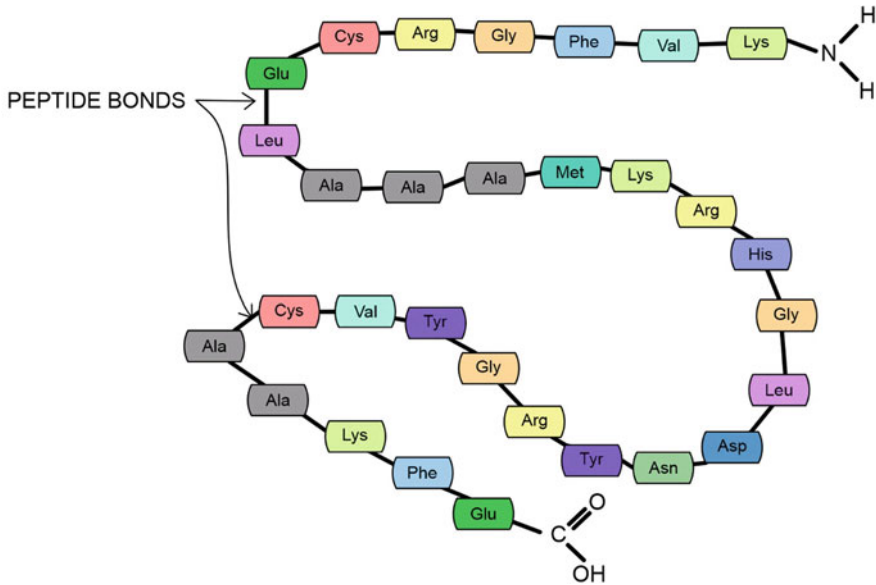 H
Cys Arg Gly Phe Val Lys N
Glu H
PEPTIDE BONDS
Leu
Ala Ala Ala Met Lys
Arg
His
Cys Val Tyr Gly
Ala
Gly
Ala Leu
Arg
Lys Asp
Tyr Asn
Phe
Glu O
C
OH